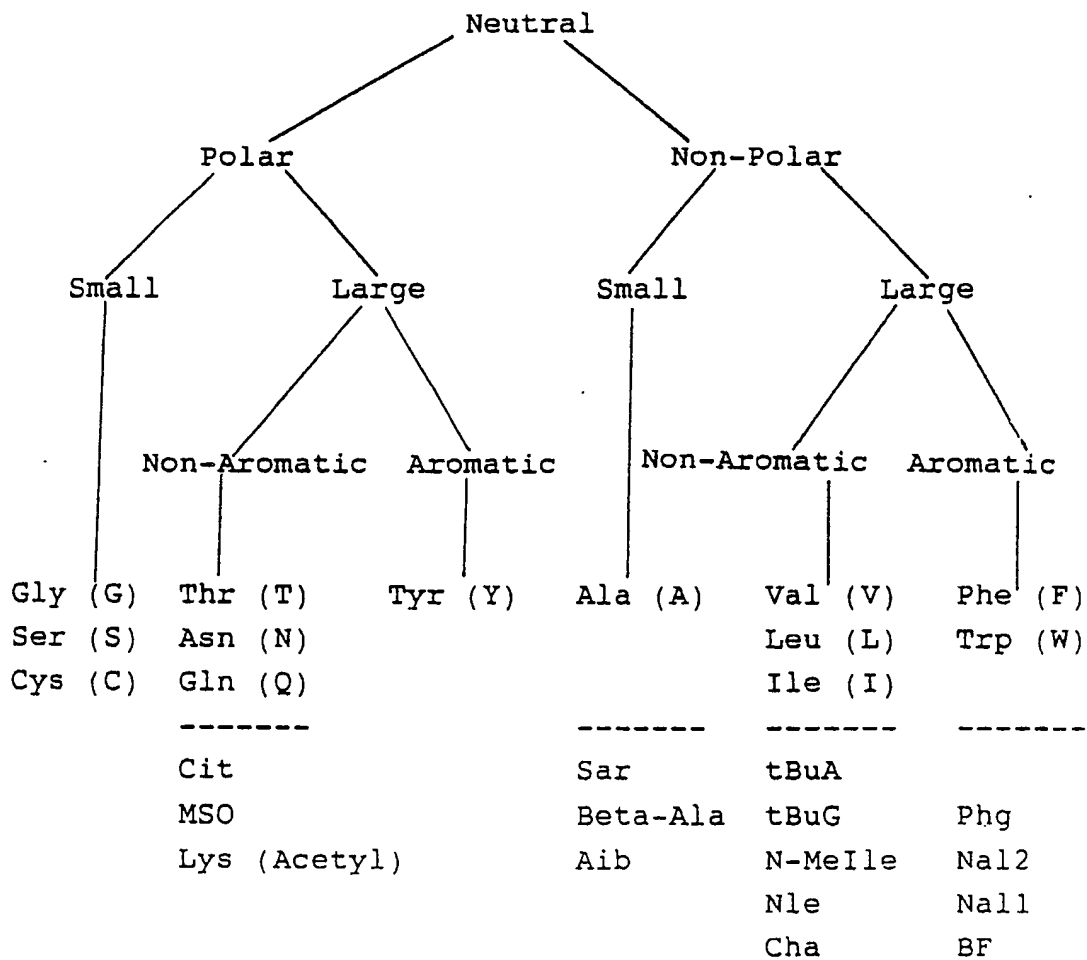 Neutral
Polar Non-Polar
Small Large Small Large
Non-Aromatic Aromatic Non-Aromatic Aromatic
Gly (G) Thr (T) Tyr (Y) Ala (A) Val (V) Phe (F)
Ser (S) Asn (N) Leu (L) Trp (W)
Cys (C) Gln (Q) Ile (I)
------- ------- ------- -------
Cit Sar tBuA
MSO Beta-Ala tBuG Phg
Lys (Acetyl) Aib N-MeIle Nal2
Nle Nal1
Cha BF